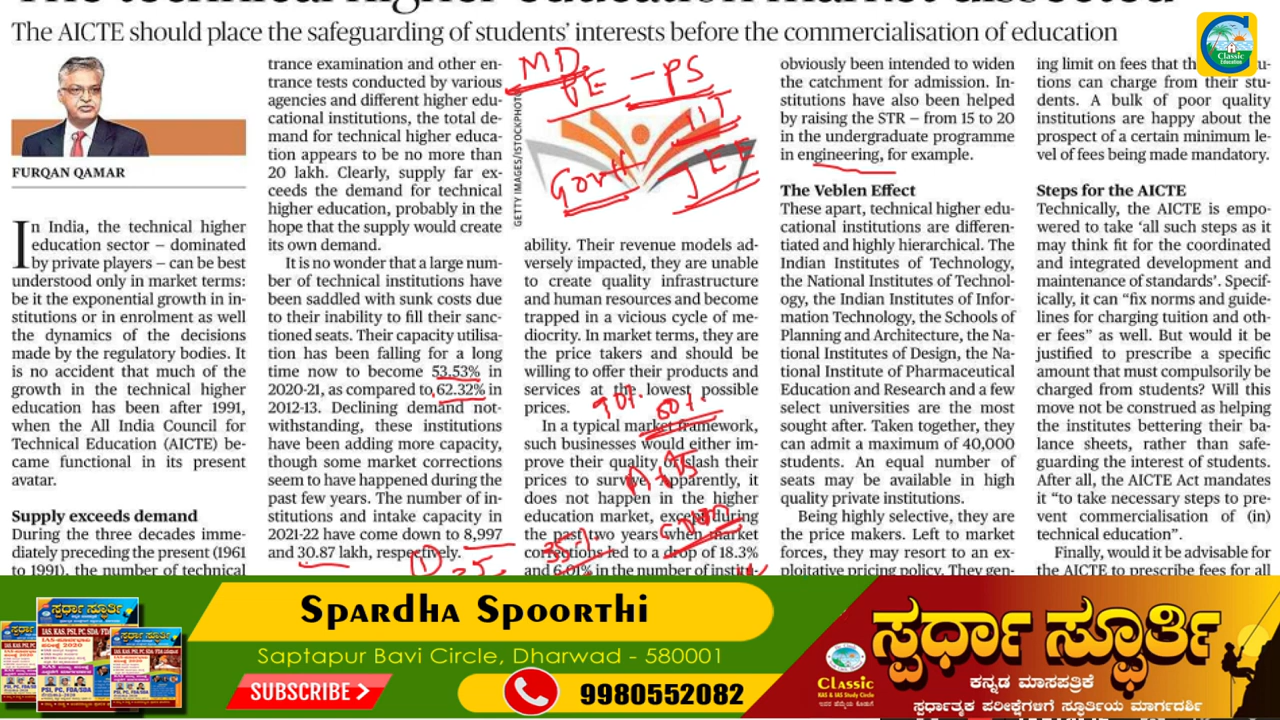 The technical higher education market dissected
The AICTE should place the safeguarding of students' interests before the commercialisation of education
Classic
Education
FURQAN QAMAR
In India, the technical higher
education sector – dominated
by private players – can be best
understood only in market terms:
be it the exponential growth in in-
stitutions or in enrolment as well
the dynamics of the decisions
made by the regulatory bodies. It
is no accident that much of the
growth in the technical higher
education has been after 1991,
when the All India Council for
Technical Education (AICTE) be-
came functional in its present
avatar.
Supply exceeds demand
During the three decades imme-
diately preceding the present (1961
to 1991), the number of technical
trance examination and other en-
trance tests conducted by various
agencies and different higher edu-
cational institutions, the total de-
mand for technical higher educa-
tion appears to be no more than
20 lakh. Clearly, supply far ex-
ceeds the demand for technical
higher education, probably in the
hope that the supply would create
its own demand.
It is no wonder that a large num-
ber of technical institutions have
been saddled with sunk costs due
to their inability to fill their sanc-
tioned seats. Their capacity utilisa-
tion has been falling for a long
time now to become 53.53% in
2020-21, as compared to 62.32% in
2012-13. Declining demand not-
withstanding, these institutions
have been adding more capacity,
though some market corrections
seem to have happened during the
past few years. The number of in-
stitutions and intake capacity in
2021-22 have come down to 8,997
and 30.87 lakh, respectively.
1
35
GETTY IMAGES/ISTOCKPHOTO
MD
PE – PS
IIT
Govt JEE
ability. Their revenue models ad-
versely impacted, they are unable
to create quality infrastructure
and human resources and become
trapped in a vicious cycle of me-
diocrity. In market terms, they are
the price takers and should be
willing to offer their products and
services at the lowest possible
prices.
90%
60%
In a typical market framework,
such businesses would either im-
prove their quality or slash their
prices to survive. Apparently, it
does not happen in the higher
education market, except during
the past two years when market
corrections led to a drop of 18.3%
and 6.01% in the number of institu-
35%
obviously been intended to widen
the catchment for admission. In-
stitutions have also been helped
by raising the STR – from 15 to 20
in the undergraduate programme
in engineering, for example.
The Veblen Effect
These apart, technical higher edu-
cational institutions are differen-
tiated and highly hierarchical. The
Indian Institutes of Technology,
the National Institutes of Technol-
ogy, the Indian Institutes of Infor-
mation Technology, the Schools of
Planning and Architecture, the Na-
tional Institutes of Design, the Na-
tional Institute of Pharmaceutical
Education and Research and a few
select universities are the most
sought after. Taken together, they
can admit a maximum of 40,000
students. An equal number of
seats may be available in high
quality private institutions.
Being highly selective, they are
the price makers. Left to market
forces, they may resort to an ex-
ploitative pricing policy. They gen-
ing limit on fees that th u-
tions can charge from their stu-
dents. A bulk of poor quality
institutions are happy about the
prospect of a certain minimum le-
vel of fees being made mandatory.
Steps for the AICTE
Technically, the AICTE is empo-
wered to take 'all such steps as it
may think fit for the coordinated
and integrated development and
maintenance of standards'. Specif-
ically, it can "fix norms and guide-
lines for charging tuition and oth-
er fees" as well. But would it be
justified to prescribe a specific
amount that must compulsorily be
charged from students? Will this
move not be construed as helping
the institutes bettering their ba-
lance sheets, rather than safe-
guarding the interest of students.
After all, the AICTE Act mandates
it "to take necessary steps to pre-
vent commercialisation of (in)
technical education".
Finally, would it be advisable for
the AICTE to prescribe fees for all
Spardha Spoorthi
Saptapur Bavi Circle, Dharwad - 580001
SUBSCRIBE
9980552082
ಸ್ಪರ್ಧಾ ಸ್ಫೂರ್ತಿ
ಕನ್ನಡ ಮಾಸಪತ್ರಿಕೆ
ಸ್ಪರ್ಧಾತ್ಮಕ ಪರೀಕ್ಷೆಗಳಿಗೆ ಸ್ಫೂರ್ತಿಯ ಮಾರ್ಗದರ್ಶಿ
Classic
KAS & IAS Study Circle
ಸ್ಪರ್ಧಾ ಸ್ಫೂರ್ತಿ